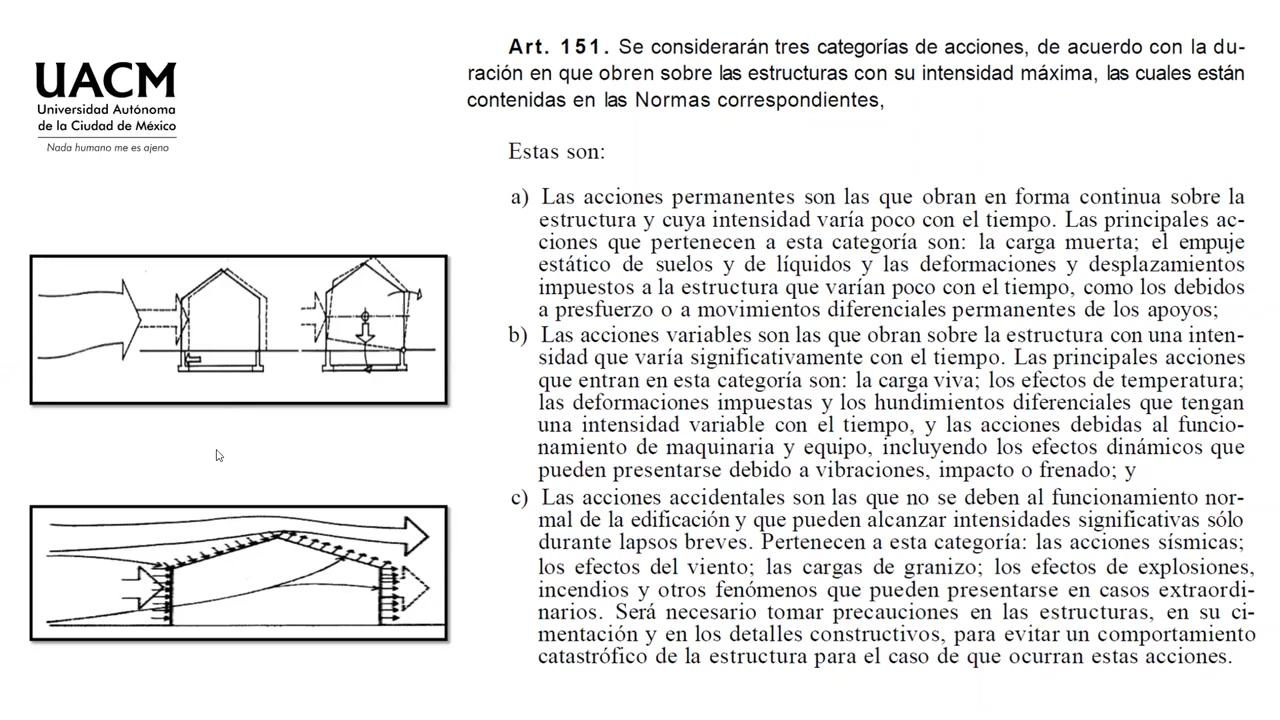 UACM
Universidad Autónoma
de la Ciudad de México
Nada humano me es ajeno
Art. 151. Se considerarán tres categorías de acciones, de acuerdo con la du-
ración en que obren sobre las estructuras con su intensidad máxima, las cuales están
contenidas en las Normas correspondientes,
Estas son:
a) Las acciones permanentes son las que obran en forma continua sobre la
estructura y cuya intensidad varía poco con el tiempo. Las principales ac-
ciones que pertenecen a esta categoría son: la carga muerta; el empuje
estático de suelos y de líquidos y las deformaciones y desplazamientos
impuestos a la estructura que varían poco con el tiempo, como los debidos
a presfuerzo o a movimientos diferenciales permanentes de los apoyos;
b) Las acciones variables son las que obran sobre la estructura con una inten-
sidad que varía significativamente con el tiempo. Las principales acciones
que entran en esta categoría son: la carga viva; los efectos de temperatura;
las deformaciones impuestas y los hundimientos diferenciales que tengan
una intensidad variable con el tiempo, y las acciones debidas al funcio-
namiento de maquinaria y equipo, incluyendo los efectos dinámicos que
pueden presentarse debido a vibraciones, impacto o frenado; y
c) Las acciones accidentales son las que no se deben al funcionamiento nor-
mal de la edificación y que pueden alcanzar intensidades significativas sólo
durante lapsos breves. Pertenecen a esta categoría: las acciones sísmicas;
los efectos del viento; las cargas de granizo; los efectos de explosiones,
incendios y otros fenómenos que pueden presentarse en casos extraordi-
narios. Será necesario tomar precauciones en las estructuras, en su ci-
mentación y en los detalles constructivos, para evitar un comportamiento
catastrófico de la estructura para el caso de que ocurran estas acciones.